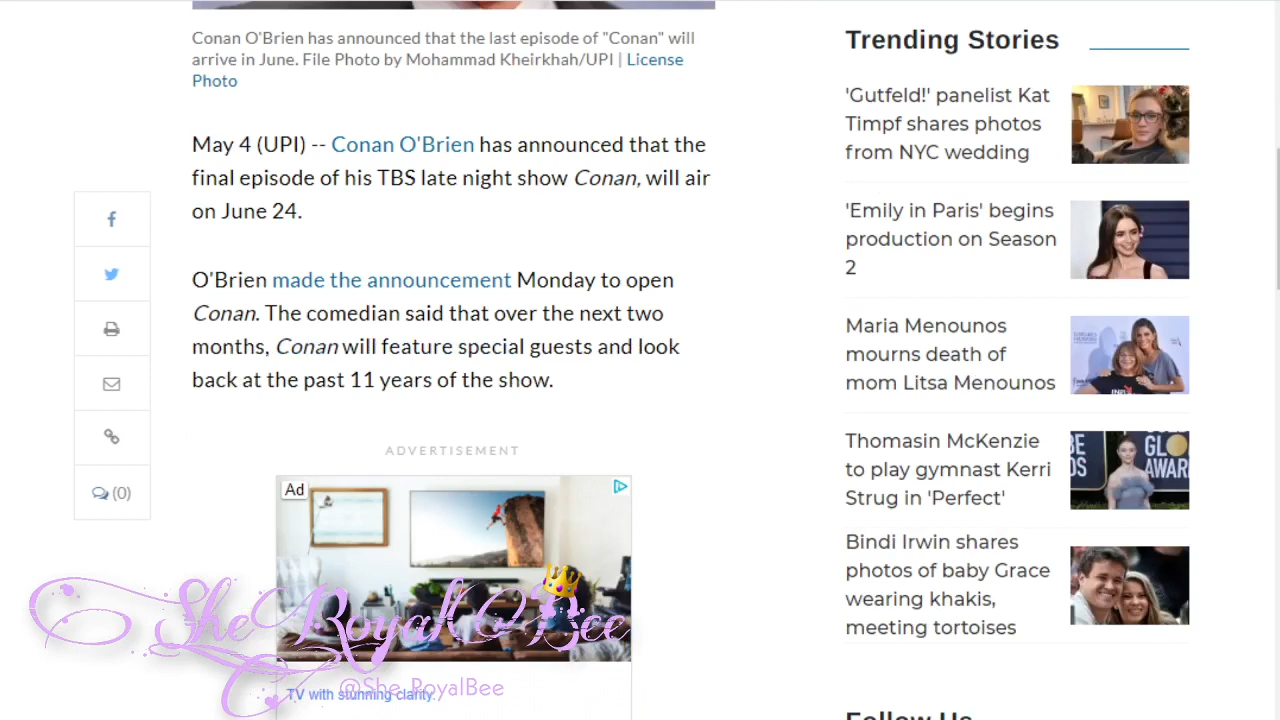 Conan O'Brien has announced that the last episode of "Conan" will
arrive in June. File Photo by Mohammad Kheirkhah/UPI | License
Photo
May 4 (UPI) -- Conan O'Brien has announced that the
final episode of his TBS late night show Conan, will air
on June 24.
O'Brien made the announcement Monday to open
Conan. The comedian said that over the next two
months, Conan will feature special guests and look
back at the past 11 years of the show.
(0)
ADVERTISEMENT
Ad
SheRoyalBee
@She_RoyalBee
TV with stunning clarity.
Trending Stories
'Gutfeld!' panelist Kat
Timpf shares photos
from NYC wedding
'Emily in Paris' begins
production on Season
2
Maria Menounos
mourns death of
mom Litsa Menounos
Thomasin McKenzie
to play gymnast Kerri
Strug in 'Perfect'
Bindi Irwin shares
photos of baby Grace
wearing khakis,
meeting tortoises
Follow Us